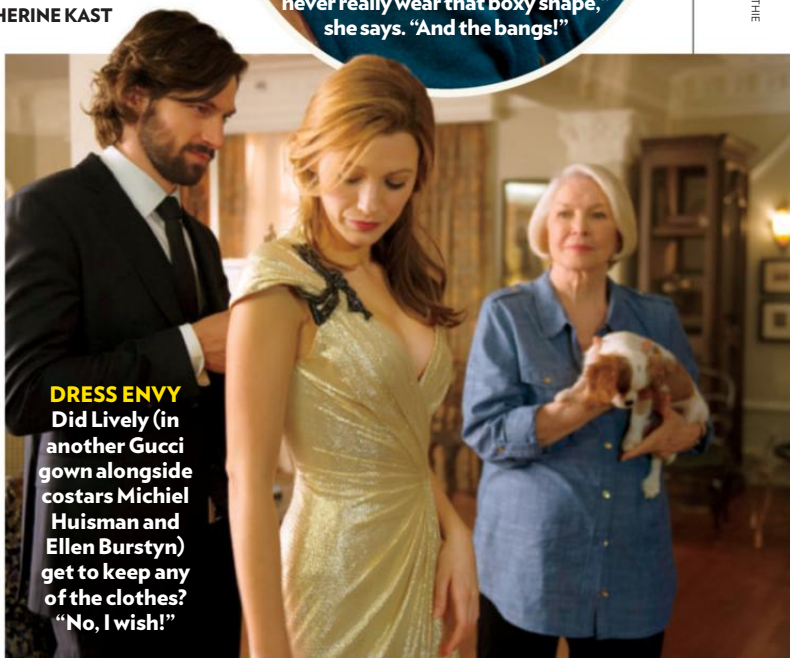 HERINE KAST
never really wear that boxy shape,”
she says. “And the bangs!”
THIE
DRESS ENVY
Did Lively (in
another Gucci
gown alongside
costars Michiel
Huisman and
Ellen Burstyn)
get to keep any
of the clothes?
“No, I wish!”